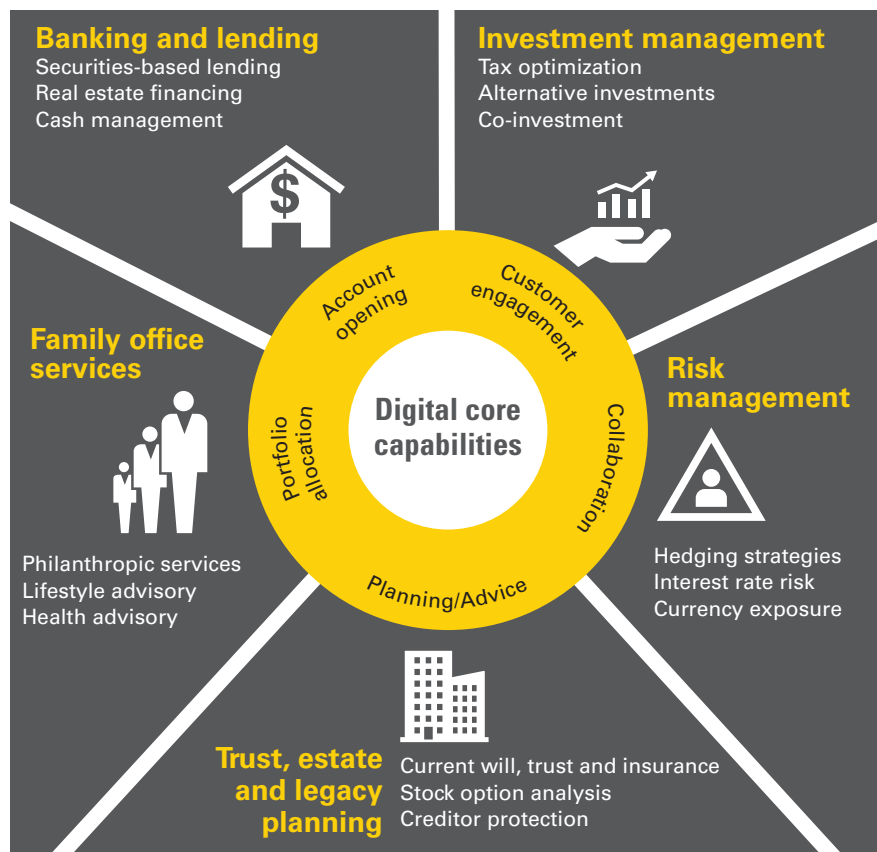 Banking and lending
Securities-based lending
Real estate financing
Cash management
$
Investment management
Tax optimization
Alternative investments
Co-investment
Account
opening
Customer
engagement
Family office
services
Philanthropic services
Lifestyle advisory
Health advisory
Portfolio
allocation
Digital core
capabilities
Collaboration
Risk
management
Hedging strategies
Interest rate risk
Currency exposure
Planning/Advice
Trust, estate
and legacy
planning
Current will, trust and insurance
Stock option analysis
Creditor protection